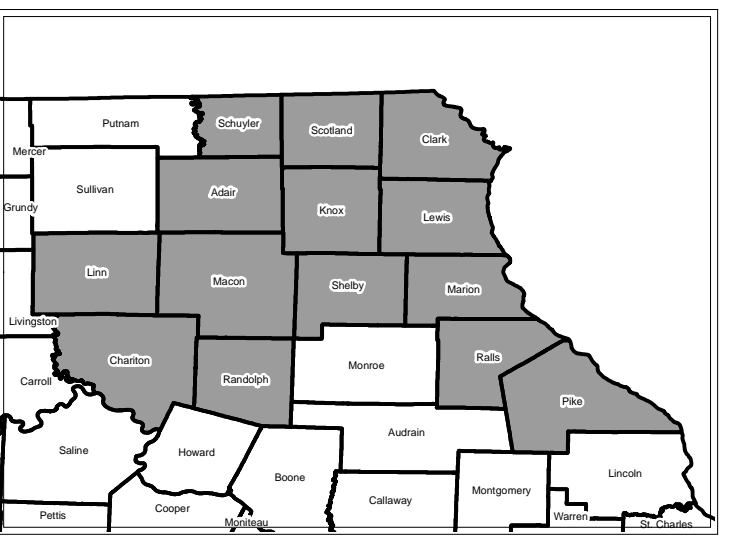 Putnam
Schuyler
Scotland
Clark
Mercer
Sullivan
Adair
Knox
Lewis
Grundy
Linn
Macon
Shelby
Marion
Livingston
Chariton
Randolph
Monroe
Ralls
Carroll
Pike
Saline
Howard
Audrain
Boone
Lincoln
Callaway
Montgomery
Cooper
Pettis
Moniteau
Warren
St. Charles